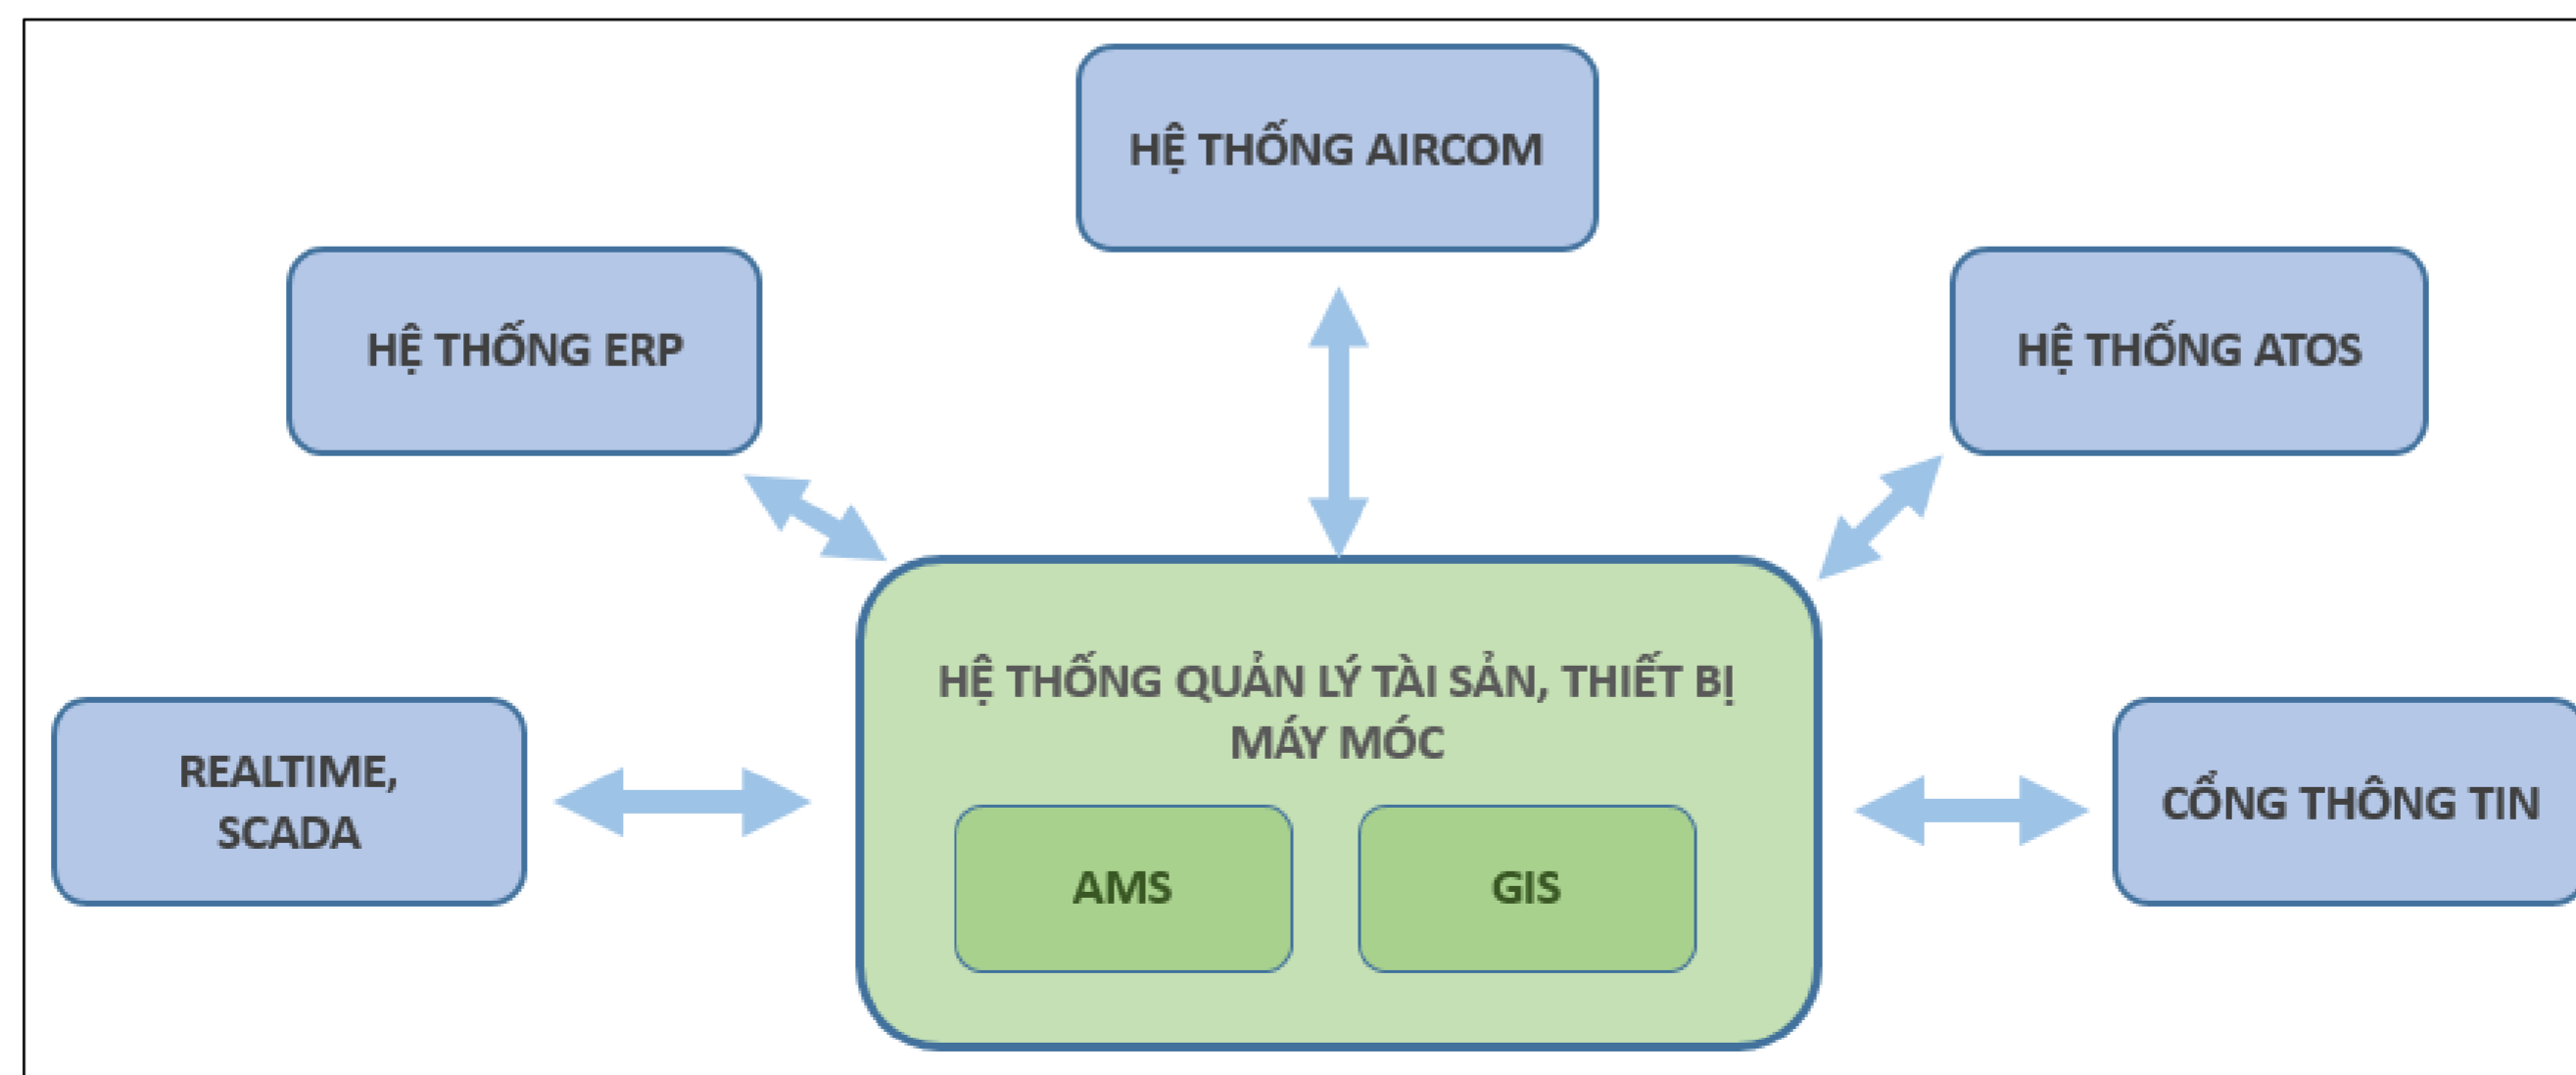 HỆ THỐNG AIRCOM
HỆ THỐNG ERP
HỆ THỐNG ATOS
HỆ THỐNG QUẢN LÝ TÀI SẢN, THIẾT BỊ
MÁY MÓC
REALTIME,
SCADA
CỔNG THÔNG TIN
AMS
GIS